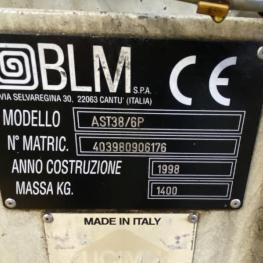 BLM S.P.A.
CE
VIA SELVAREGINA 30, 22063 CANTU' (ITALIA)
MODELLO AST38/6P
N° MATRIC. 403980906176
ANNO COSTRUZIONE 1998
MASSA KG. 1400
MADE IN ITALY